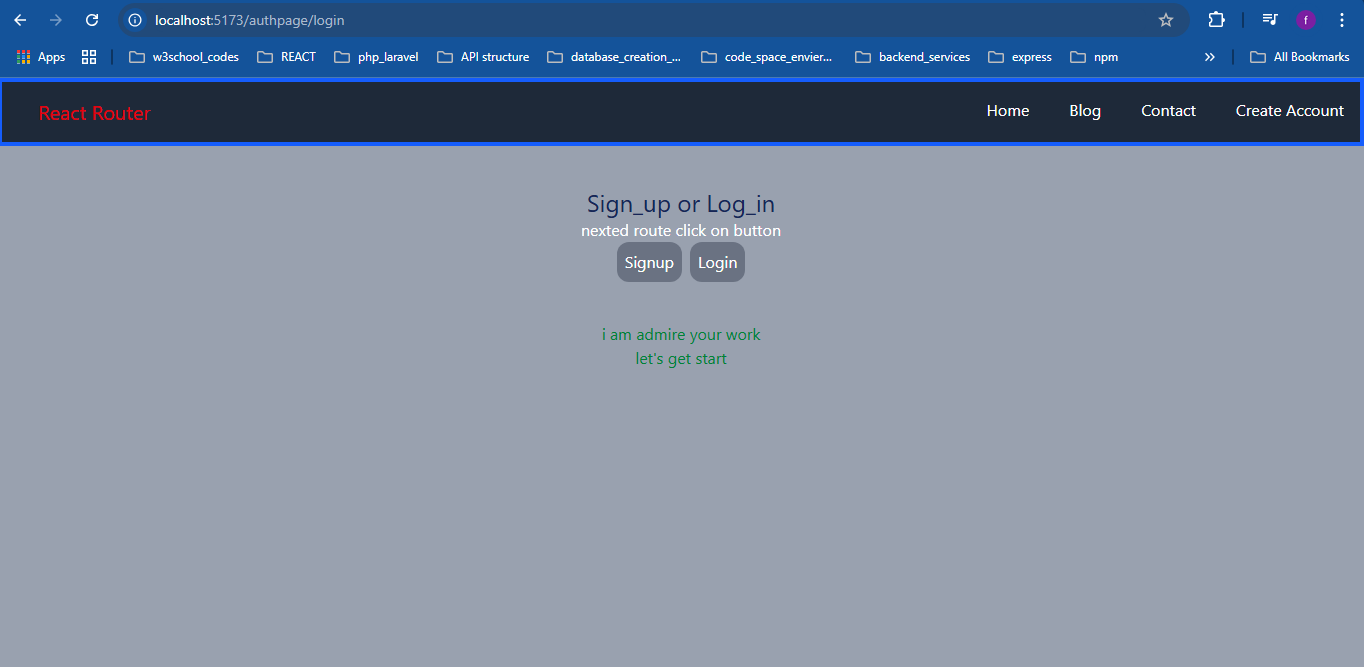 localhost:5173/authpage/login
f
Apps w3school_codes REACT php_laravel API structure database_creation_... code_space_envier... backend_services express npm » All Bookmarks
React Router Home Blog Contact Create Account
Sign_up or Log_in
nexted route click on button
Signup Login
i am admire your work
let's get start